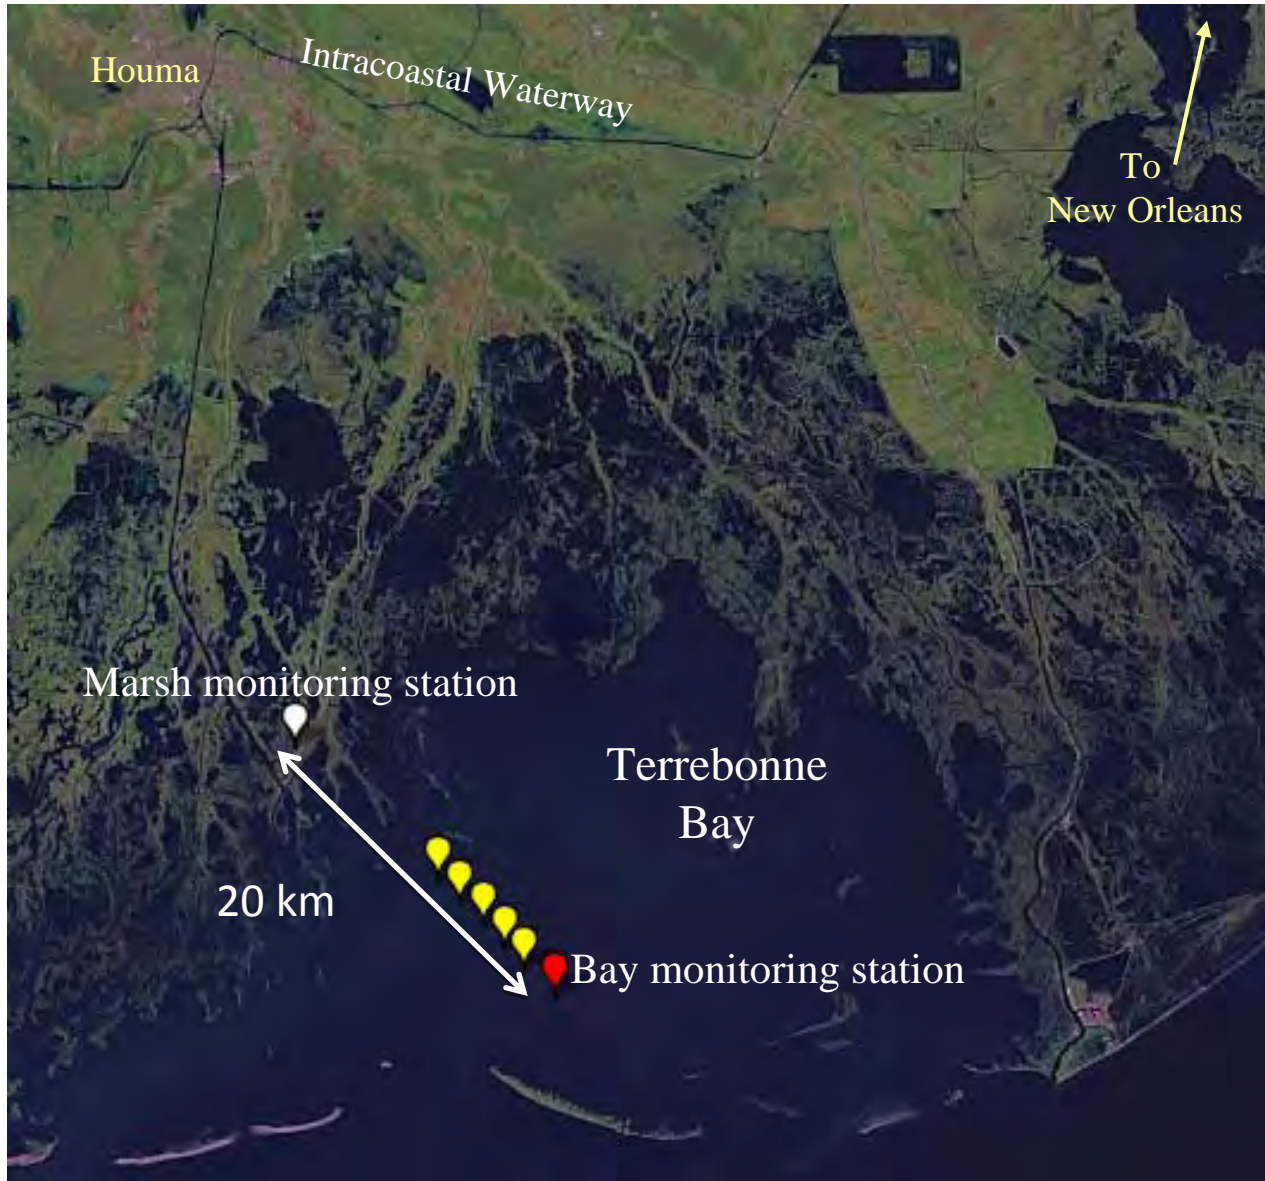 Houma
Intracoastal Waterway
To
New Orleans
Marsh monitoring station
Terrebonne
Bay
20 km
Bay monitoring station